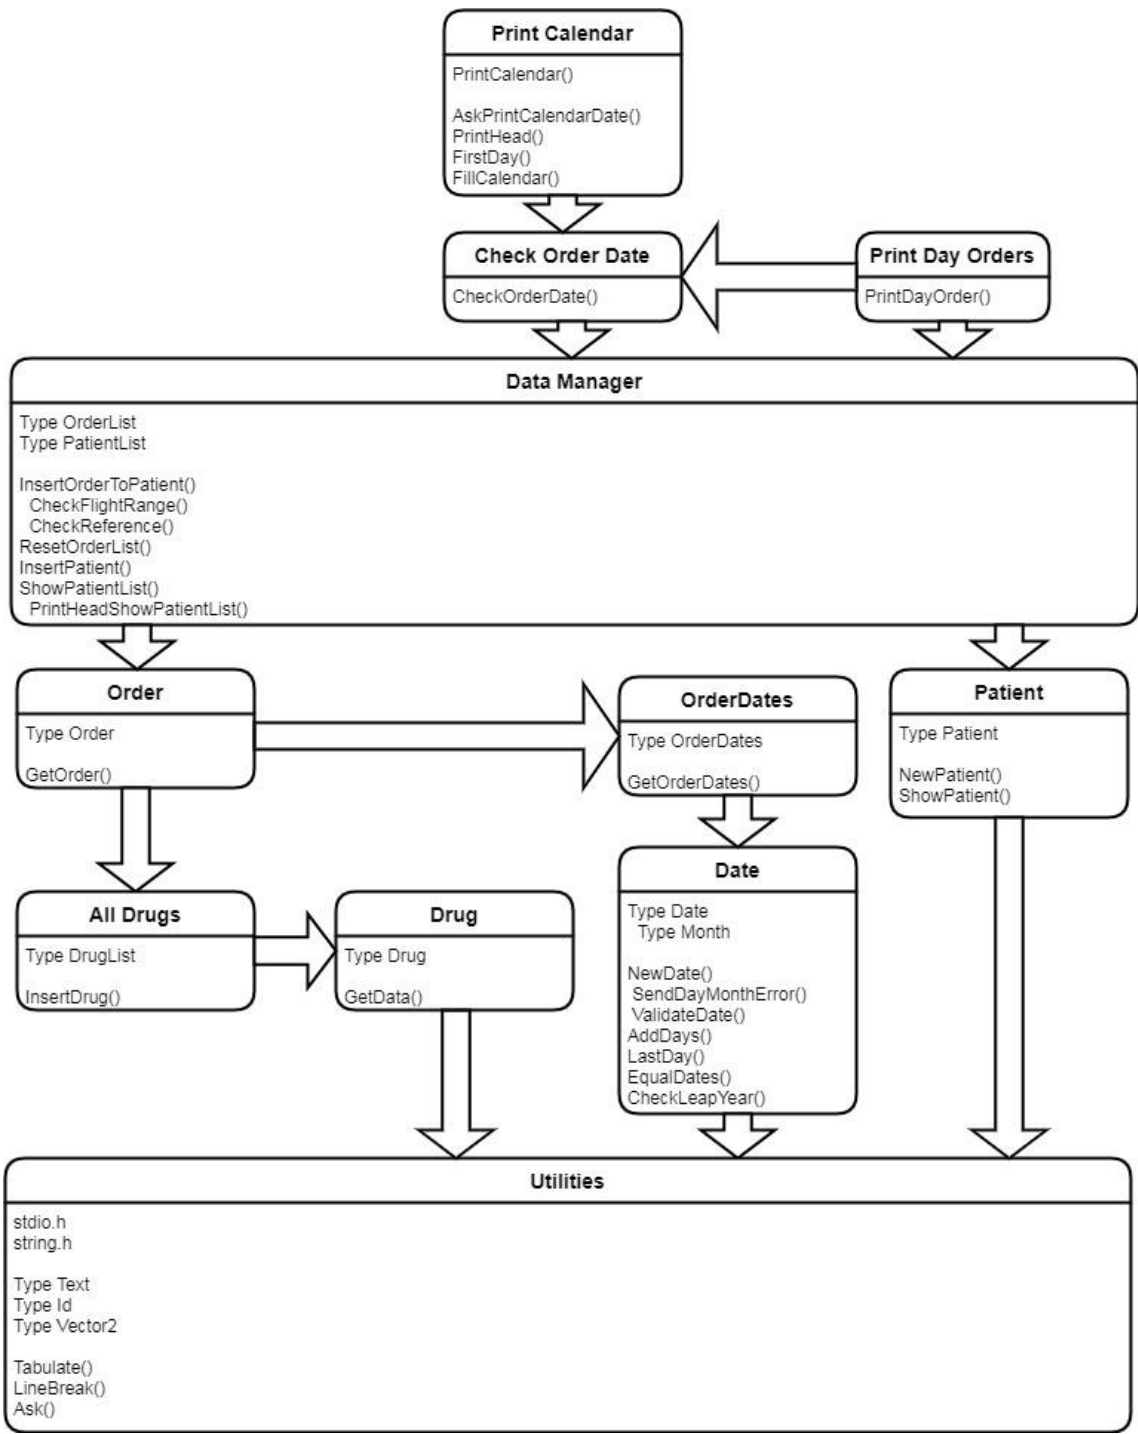 Print Calendar
PrintCalendar()
AskPrintCalendarDate()
PrintHead()
FirstDay()
FillCalendar()
Check Order Date
CheckOrderDate()
Print Day Orders
PrintDayOrder()
Data Manager
Type OrderList
Type PatientList
InsertOrderToPatient()
CheckFlightRange()
CheckReference()
ResetOrderList()
InsertPatient()
ShowPatientList()
PrintHeadShowPatientList()
Order
Type Order
GetOrder()
OrderDates
Type OrderDates
GetOrderDates()
Patient
Type Patient
NewPatient()
ShowPatient()
All Drugs
Type DrugList
InsertDrug()
Drug
Type Drug
GetData()
Date
Type Date
Type Month
NewDate()
SendDayMonthError()
ValidateDate()
AddDays()
LastDay()
EqualDates()
CheckLeapYear()
Utilities
stdio.h
string.h
Type Text
Type Id
Type Vector2
Tabulate()
LineBreak()
Ask()